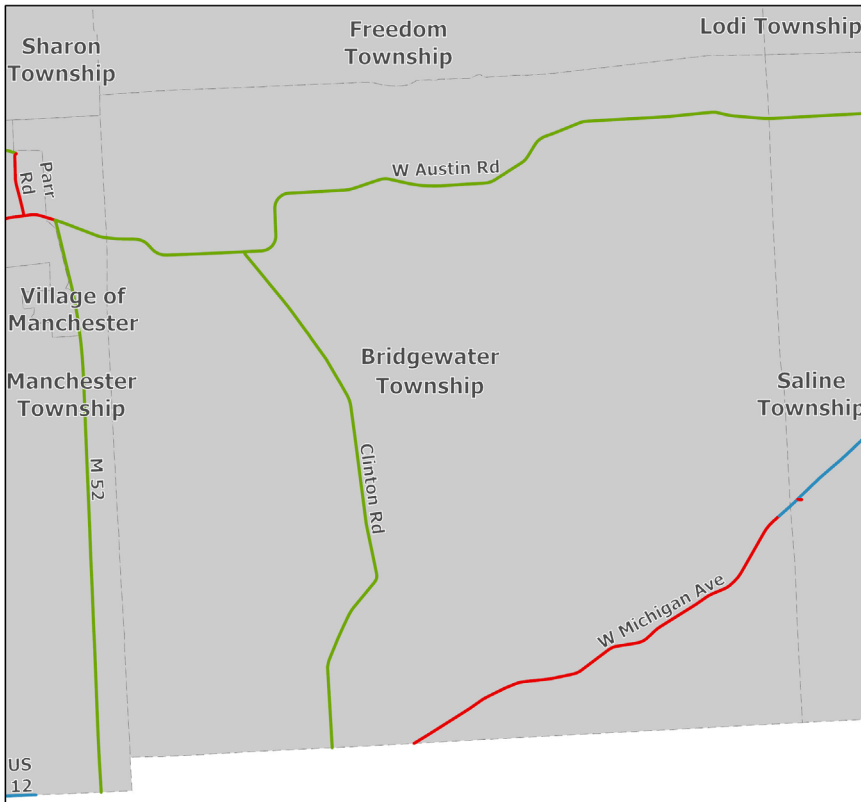 Sharon
Township
Freedom
Township
Lodi Township
Parr
Rd
W Austin Rd
Village of
Manchester
Bridgewater
Township
Manchester
Township
Saline
Township
M 52
Clinton Rd
W Michigan Ave
US
12